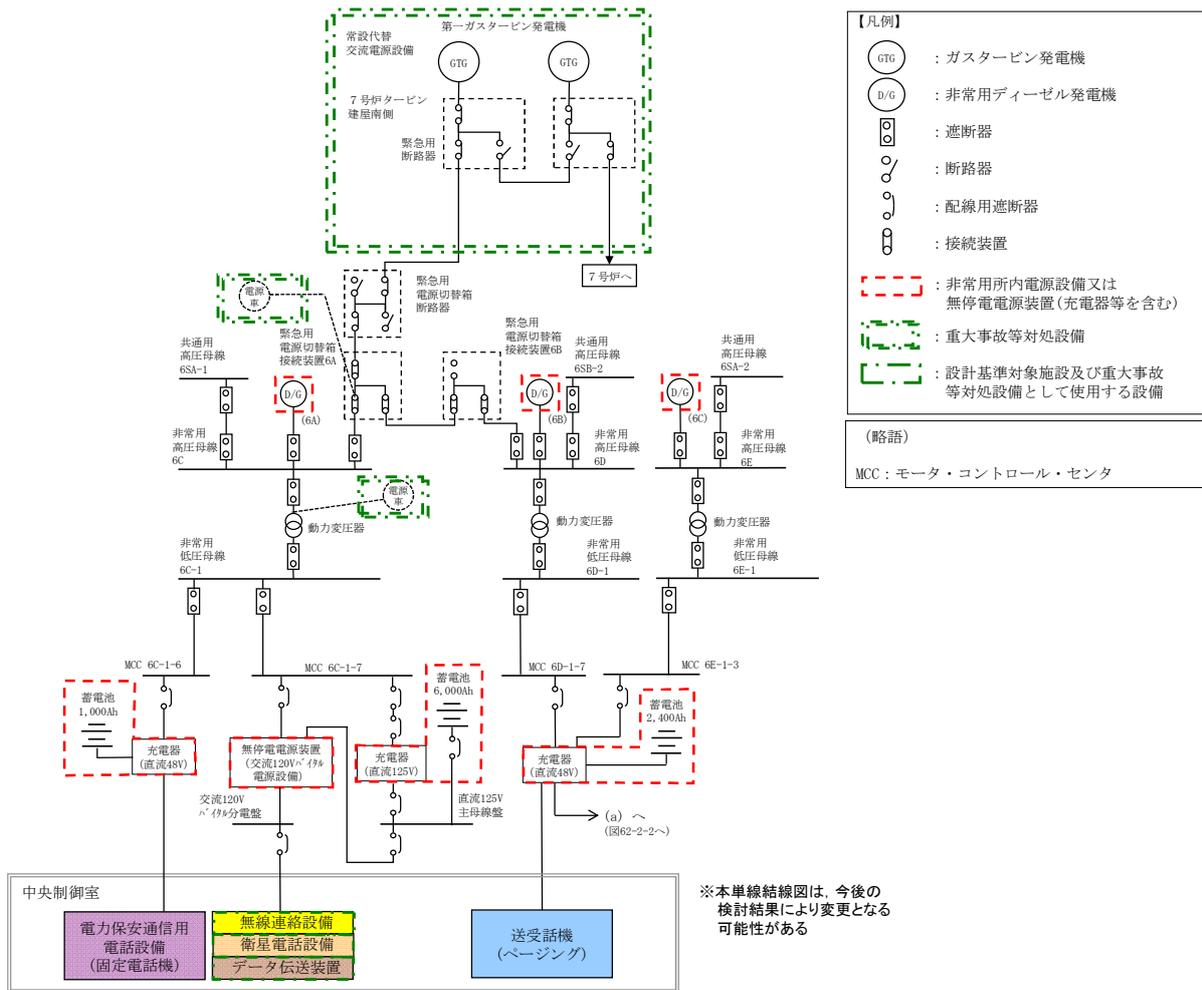 常設代替
交流電源設備
第一ガスタービン発電機
GTG
GTG
7号炉タービン
建屋南側
緊急用
断路器
7号炉へ
緊急用
電源切替箱
断路器
電源
車
緊急用
電源切替箱
接続装置6A
緊急用
電源切替箱
接続装置6B
共通用
高圧母線
6SA-1
共通用
高圧母線
6SB-2
共通用
高圧母線
6SA-2
D/G
(6A)
D/G
(6B)
D/G
(6C)
非常用
高圧母線
6C
非常用
高圧母線
6D
非常用
高圧母線
6E
電源
車
動力変圧器
動力変圧器
動力変圧器
非常用
低圧母線
6C-1
非常用
低圧母線
6D-1
非常用
低圧母線
6E-1
MCC 6C-1-6
MCC 6C-1-7
MCC 6D-1-7
MCC 6E-1-3
蓄電池
1,000Ah
充電器
(直流48V)
無停電電源装置
(交流120Vバイタル
電源設備)
蓄電池
6,000Ah
充電器
(直流125V)
蓄電池
2,400Ah
充電器
(直流48V)
交流120V
バイタル分電盤
直流125V
主母線盤
(a) へ
(図62-2-2へ)
中央制御室
電力保安通信用
電話設備
(固定電話機)
無線連絡設備
衛星電話設備
データ伝送装置
送受話機
(ページング)
※本単線結線図は,今後の
検討結果により変更となる
可能性がある
【凡例】
GTG
:ガスタービン発電機
D/G
:非常用ディーゼル発電機
:遮断器
:断路器
:配線用遮断器
:接続装置
:非常用所内電源設備又は
無停電電源装置(充電器等を含む)
:重大事故等対処設備
:設計基準対象施設及び重大事故
等対処設備として使用する設備
(略語)
MCC:モータ・コントロール・センタ